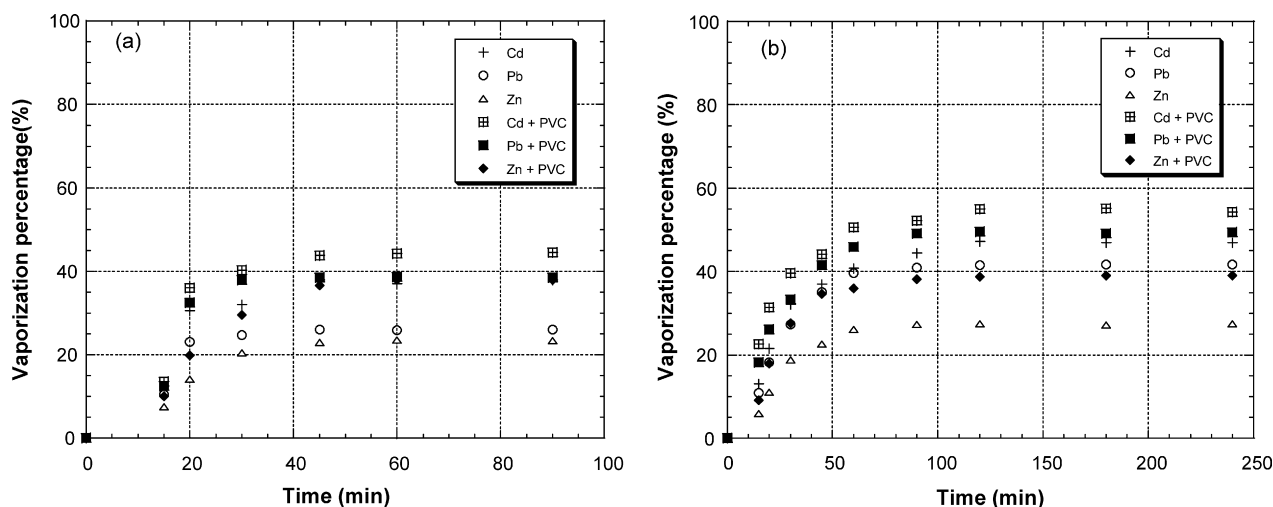 (a)
Vaporization percentage(%)
100
80
60
40
20
0
0 20 40 60 80 100
Time (min)
Cd
Pb
Zn
Cd + PVC
Pb + PVC
Zn + PVC
(b)
Vaporization percentage (%)
100
80
60
40
20
0
0 50 100 150 200 250
Time (min)
Cd
Pb
Zn
Cd + PVC
Pb + PVC
Zn + PVC